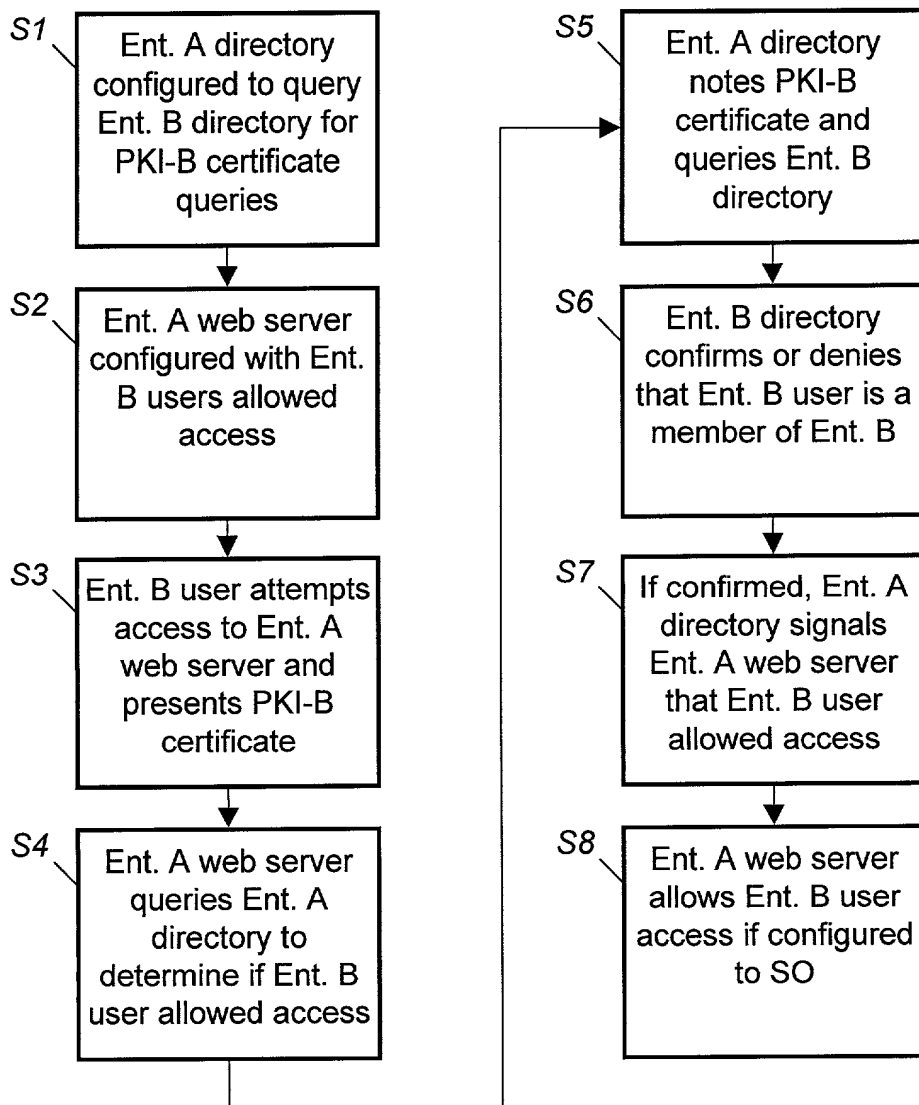 S1
Ent. A directory
configured to query
Ent. B directory for
PKI-B certificate
queries
S2
Ent. A web server
configured with Ent.
B users allowed
access
S3
Ent. B user attempts
access to Ent. A
web server and
presents PKI-B
certificate
S4
Ent. A web server
queries Ent. A
directory to
determine if Ent. B
user allowed access
S5
Ent. A directory
notes PKI-B
certificate and
queries Ent. B
directory
S6
Ent. B directory
confirms or denies
that Ent. B user is a
member of Ent. B
S7
If confirmed, Ent. A
directory signals
Ent. A web server
that Ent. B user
allowed access
S8
Ent. A web server
allows Ent. B user
access if configured
to SO